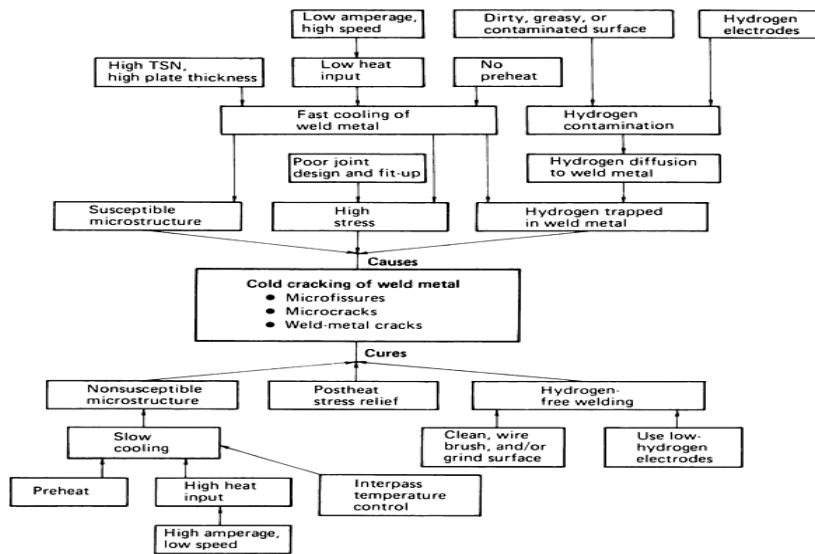 Low amperage,
high speed
Dirty, greasy, or
contaminated surface
Hydrogen
electrodes
High TSN,
high plate thickness
Low heat
input
No
preheat
Fast cooling of
weld metal
Hydrogen
contamination
Poor joint
design and fit-up
Hydrogen diffusion
to weld metal
Susceptible
microstructure
High
stress
Hydrogen trapped
in weld metal
Causes
Cold cracking of weld metal
● Microfissures
● Microcracks
● Weld-metal cracks
Cures
Nonsusceptible
microstructure
Postheat
stress relief
Hydrogen-
free welding
Slow
cooling
Clean, wire
brush, and/or
grind surface
Use low-
hydrogen
electrodes
Preheat
High heat
input
Interpass
temperature
control
High amperage,
low speed